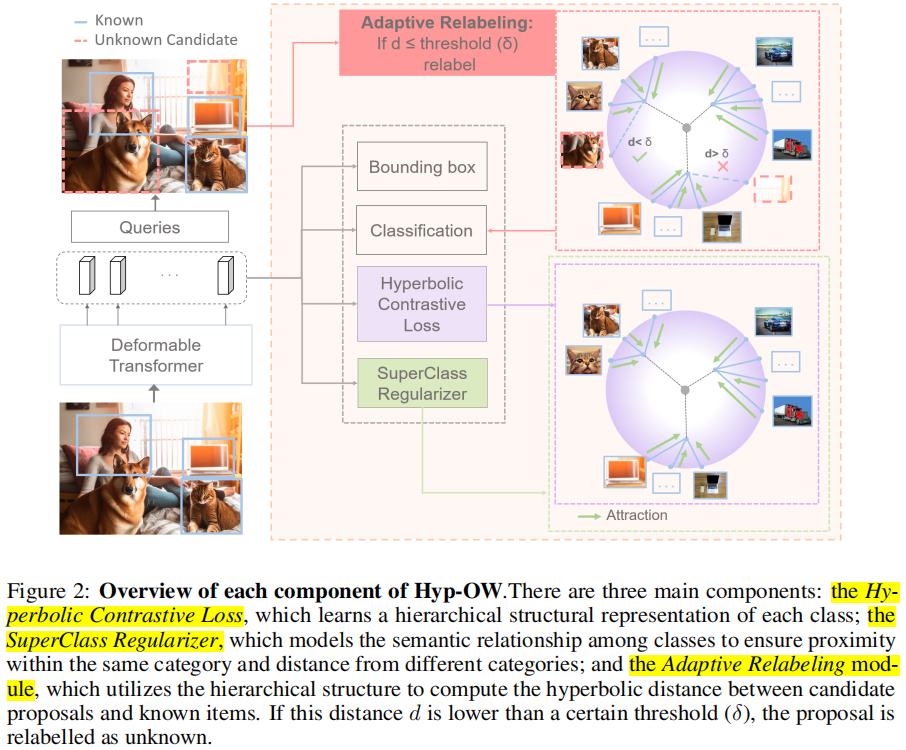 Known
Unknown Candidate
Adaptive Relabeling:
If d ≤ threshold (δ)
relabel
. . .
. . .
d< δ
d> δ
. . .
Bounding box
Queries
Classification
. . .
Hyperbolic
Contrastive
Loss
. . .
. . .
Deformable
Transformer
SuperClass
Regularizer
. . .
Attraction
Figure 2: Overview of each component of Hyp-OW.There are three main components: the Hy-
perbolic Contrastive Loss, which learns a hierarchical structural representation of each class; the
SuperClass Regularizer, which models the semantic relationship among classes to ensure proximity
within the same category and distance from different categories; and the Adaptive Relabeling mod-
ule, which utilizes the hierarchical structure to compute the hyperbolic distance between candidate
proposals and known items. If this distance d is lower than a certain threshold (δ), the proposal is
relabelled as unknown.